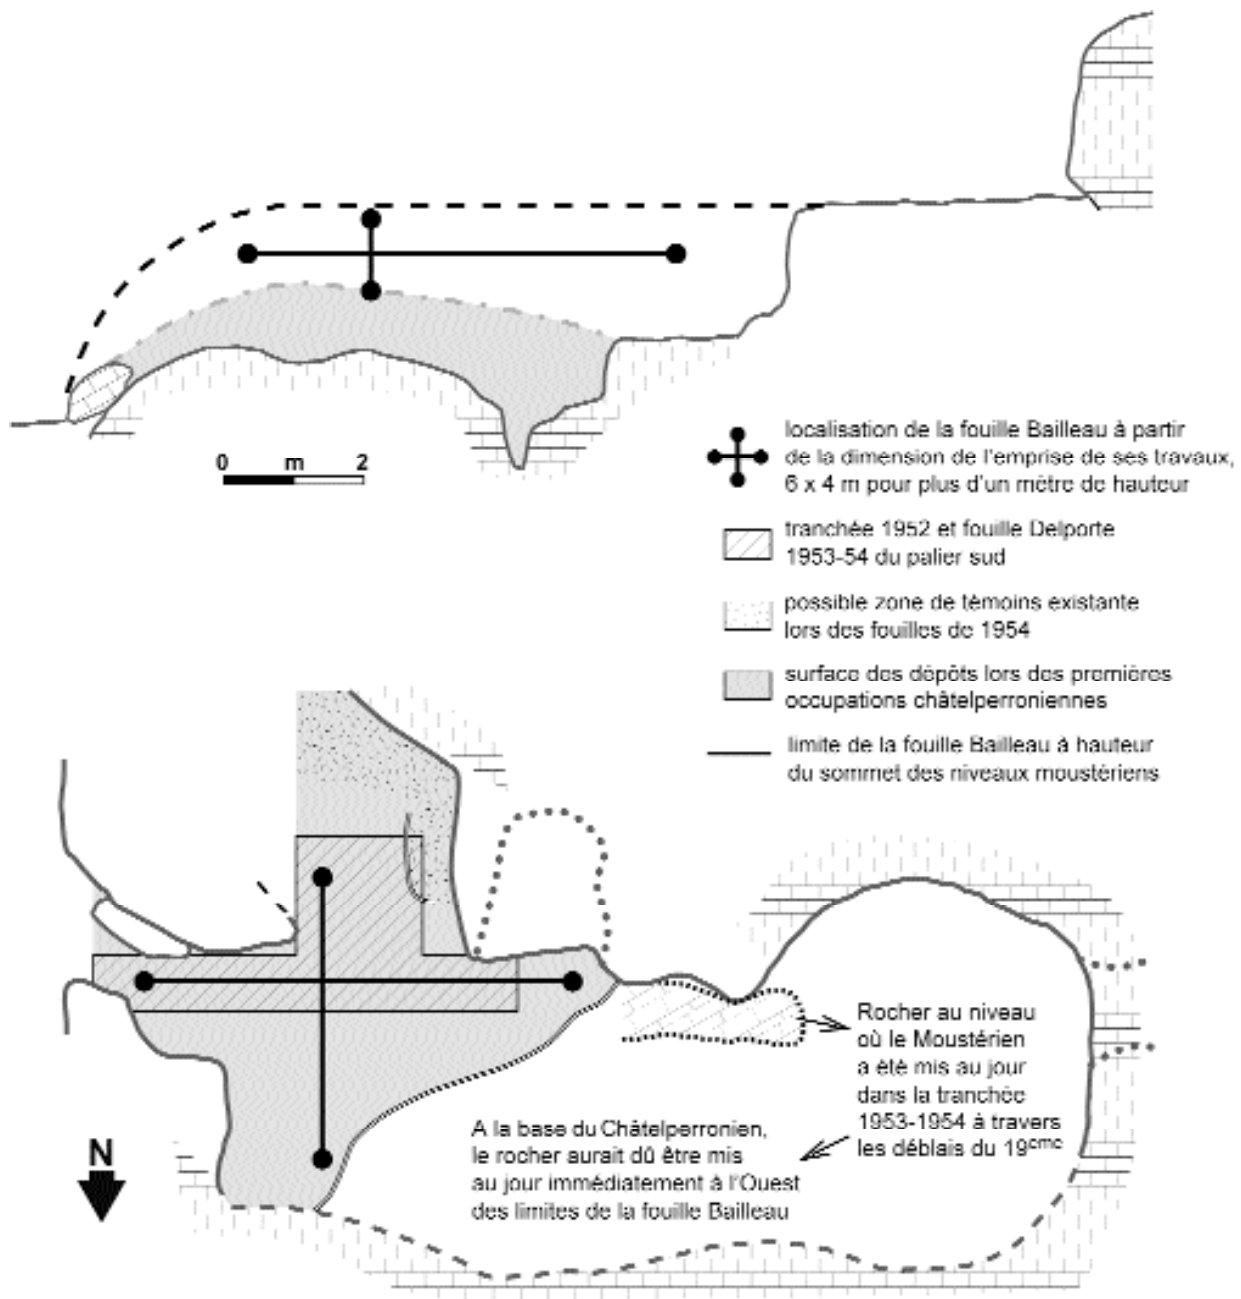 0 m 2
localisation de la fouille Bailleau à partir
de la dimension de l'emprise de ses travaux,
6 x 4 m pour plus d'un mètre de hauteur
tranchée 1952 et fouille Delporte
1953-54 du palier sud
possible zone de témoins existante
lors des fouilles de 1954
surface des dépôts lors des premières
occupations châtelperroniennes
limite de la fouille Bailleau à hauteur
du sommet des niveaux moustériens
Rocher au niveau
où le Moustérien
a été mis au jour
dans la tranchée
1953-1954 à travers
les déblais du 19ème
A la base du Châtelperronien,
le rocher aurait dû être mis
au jour immédiatement à l'Ouest
des limites de la fouille Bailleau
N